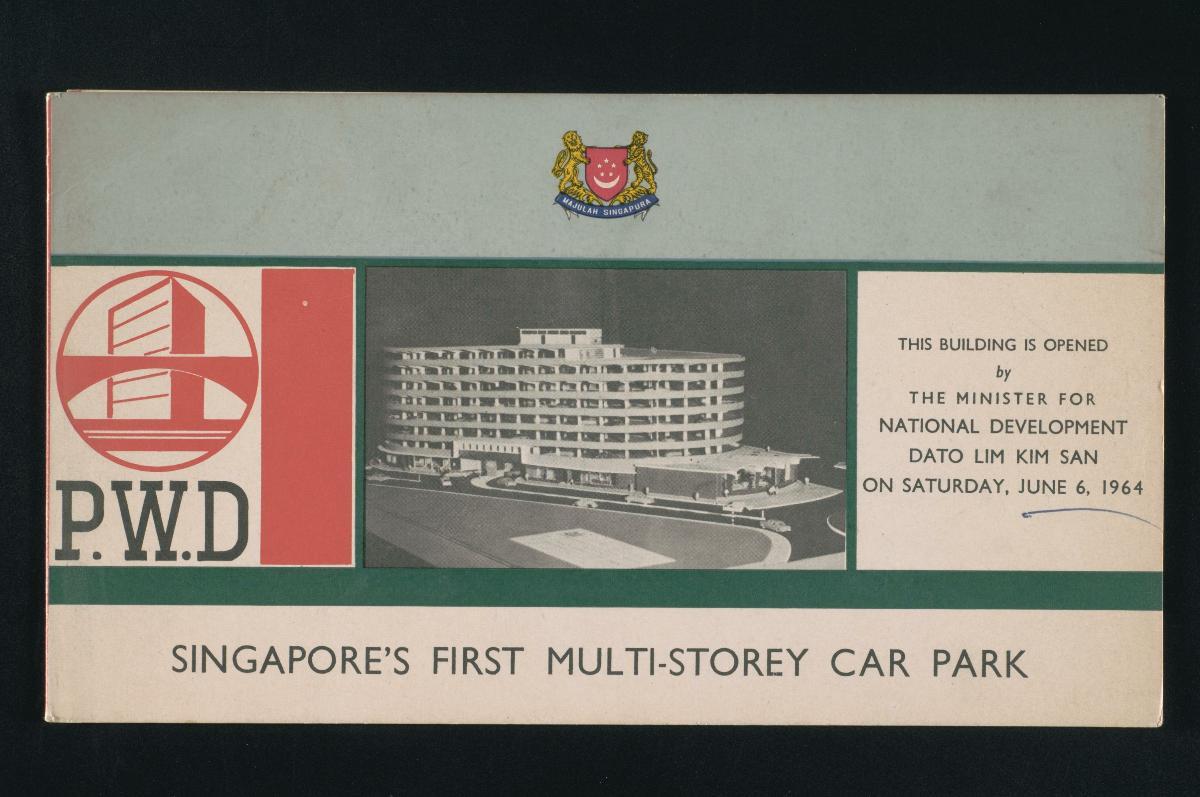 MAJULAH SINGAPURA
P.W.D
THIS BUILDING IS OPENED
by
THE MINISTER FOR
NATIONAL DEVELOPMENT
DATO LIM KIM SAN
ON SATURDAY, JUNE 6, 1964
SINGAPORE'S FIRST MULTI-STOREY CAR PARK